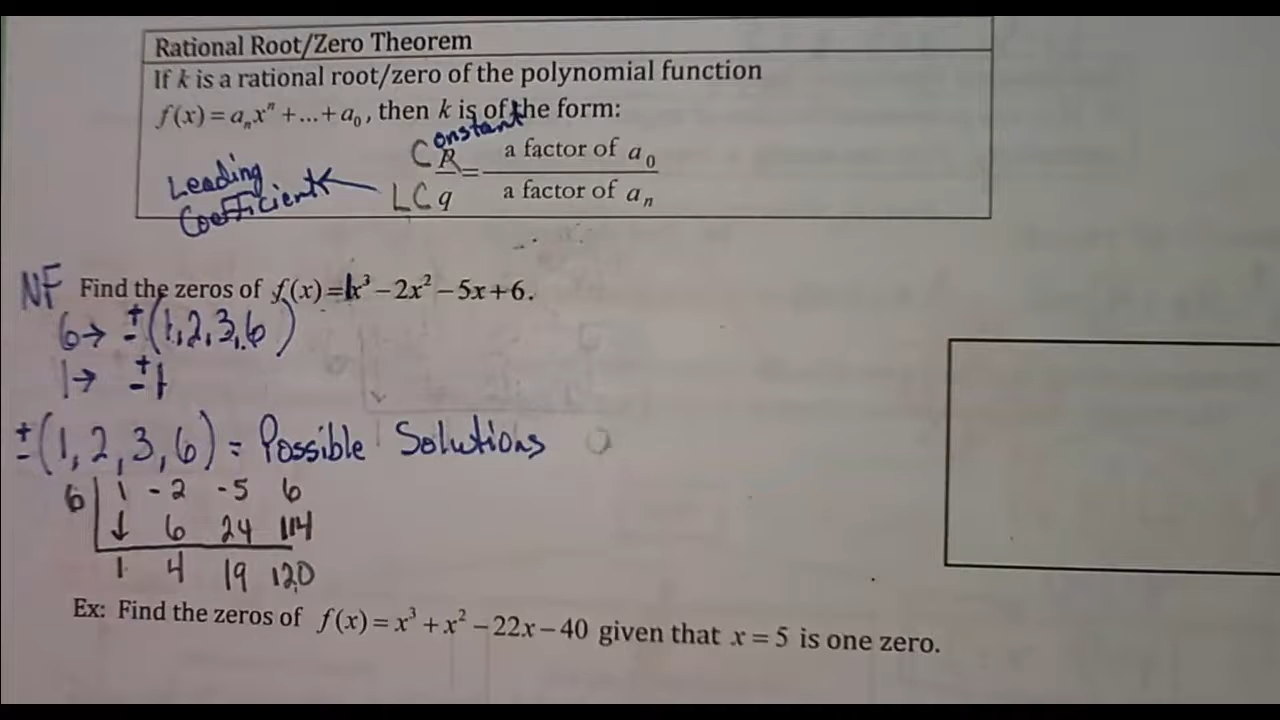 Rational Root/Zero Theorem
If k is a rational root/zero of the polynomial function
f(x) = aₙxⁿ + ... + a₀, then k is of the form:
Constant p/q = a factor of a₀ / a factor of aₙ
Leading Coefficient ← LC
NF Find the zeros of f(x) = 1x³ − 2x² − 5x + 6.
6 → ±(1, 2, 3, 6)
1 → ±1
±(1, 2, 3, 6) = Possible Solutions
6 | 1 -2 -5 6
↓ 6 24 114
1 4 19 120
Ex: Find the zeros of f(x) = x³ + x² − 22x − 40 given that x = 5 is one zero.